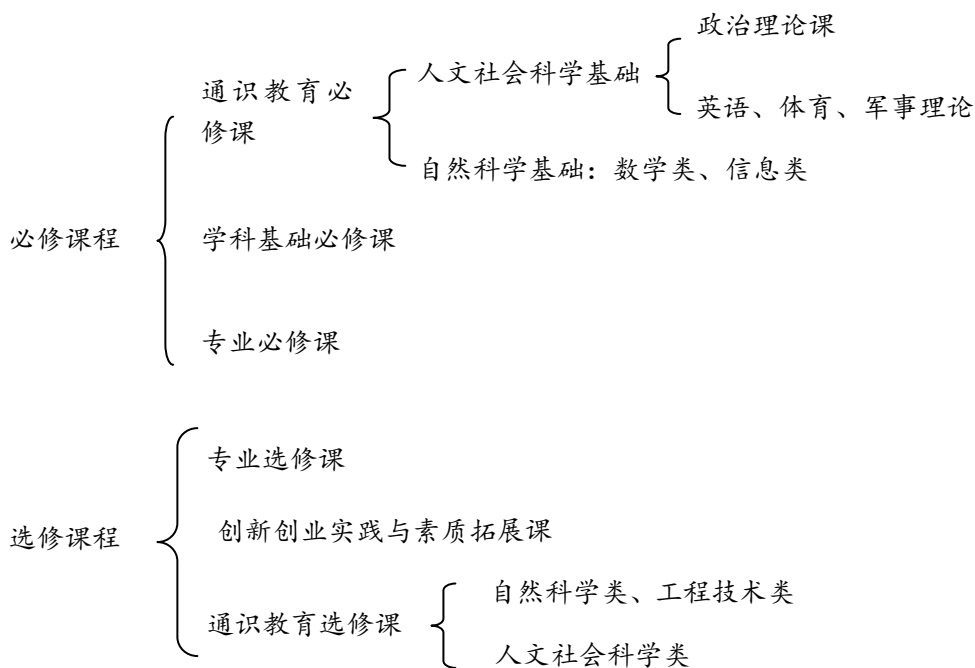 政治理论课
通识教育必
修课
人文社会科学基础
英语、体育、军事理论
自然科学基础：数学类、信息类
必修课程
学科基础必修课
专业必修课
专业选修课
选修课程
创新创业实践与素质拓展课
通识教育选修课
自然科学类、工程技术类
人文社会科学类